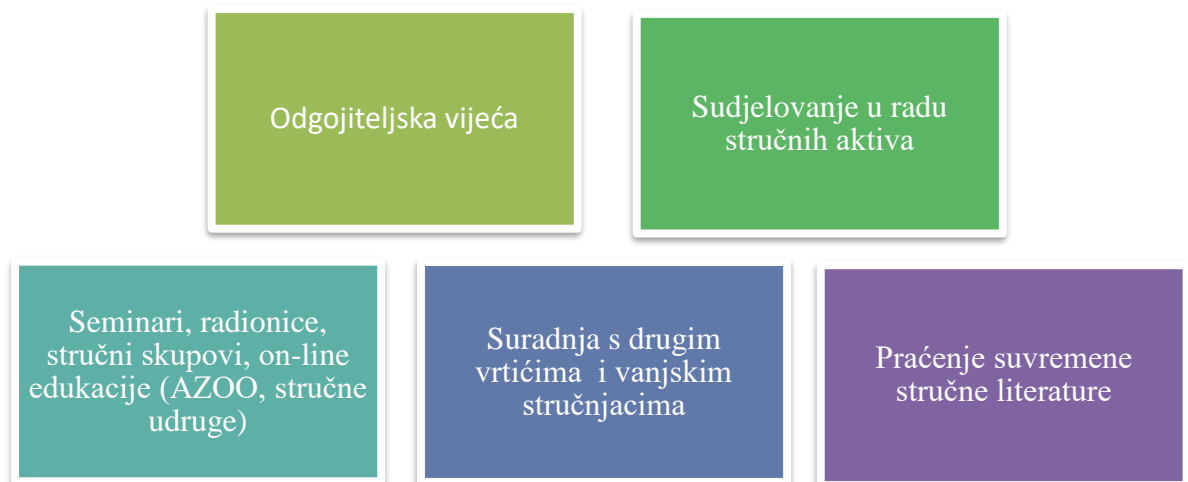 Odgojiteljska vijeća
Sudjelovanje u radu
stručnih aktiva
Seminari, radionice,
stručni skupovi, on-line
edukacije (AZOO, stručne
udruge)
Suradnja s drugim
vrtićima i vanjskim
stručnjacima
Praćenje suvremene
stručne literature